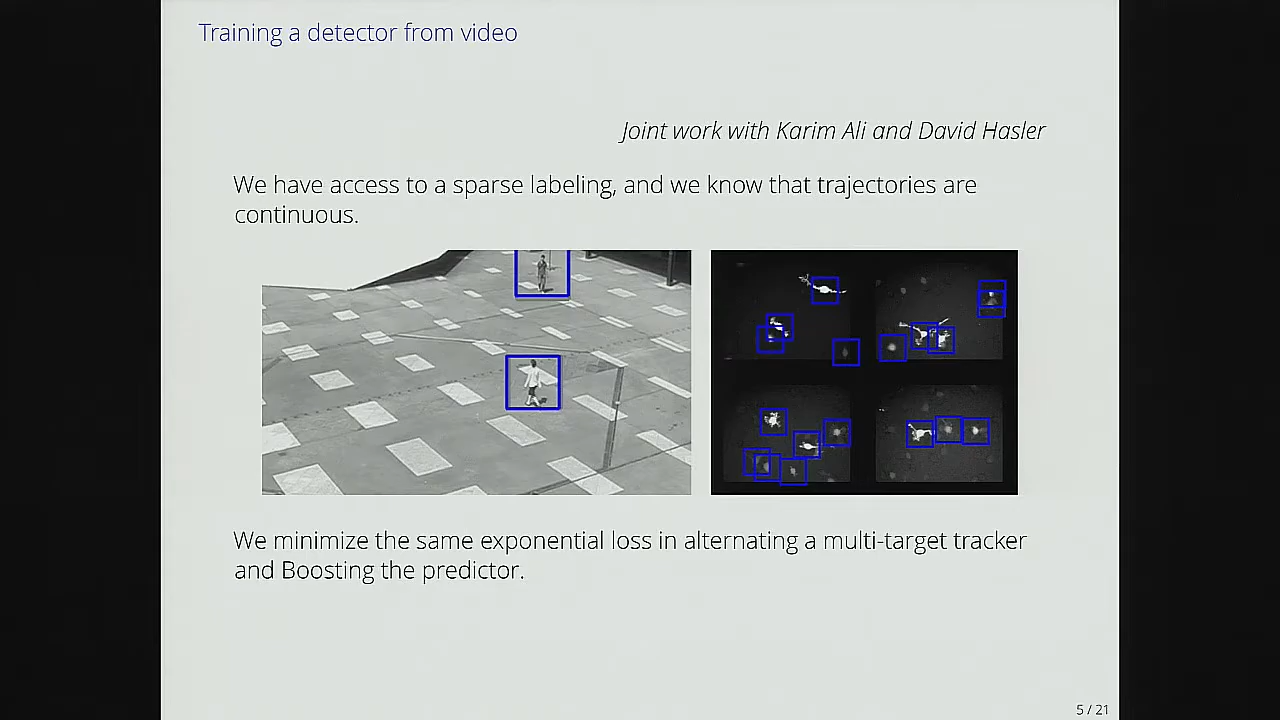 Training a detector from video
Joint work with Karim Ali and David Hasler
We have access to a sparse labeling, and we know that trajectories are
continuous.
We minimize the same exponential loss in alternating a multi-target tracker
and Boosting the predictor.
5 / 21